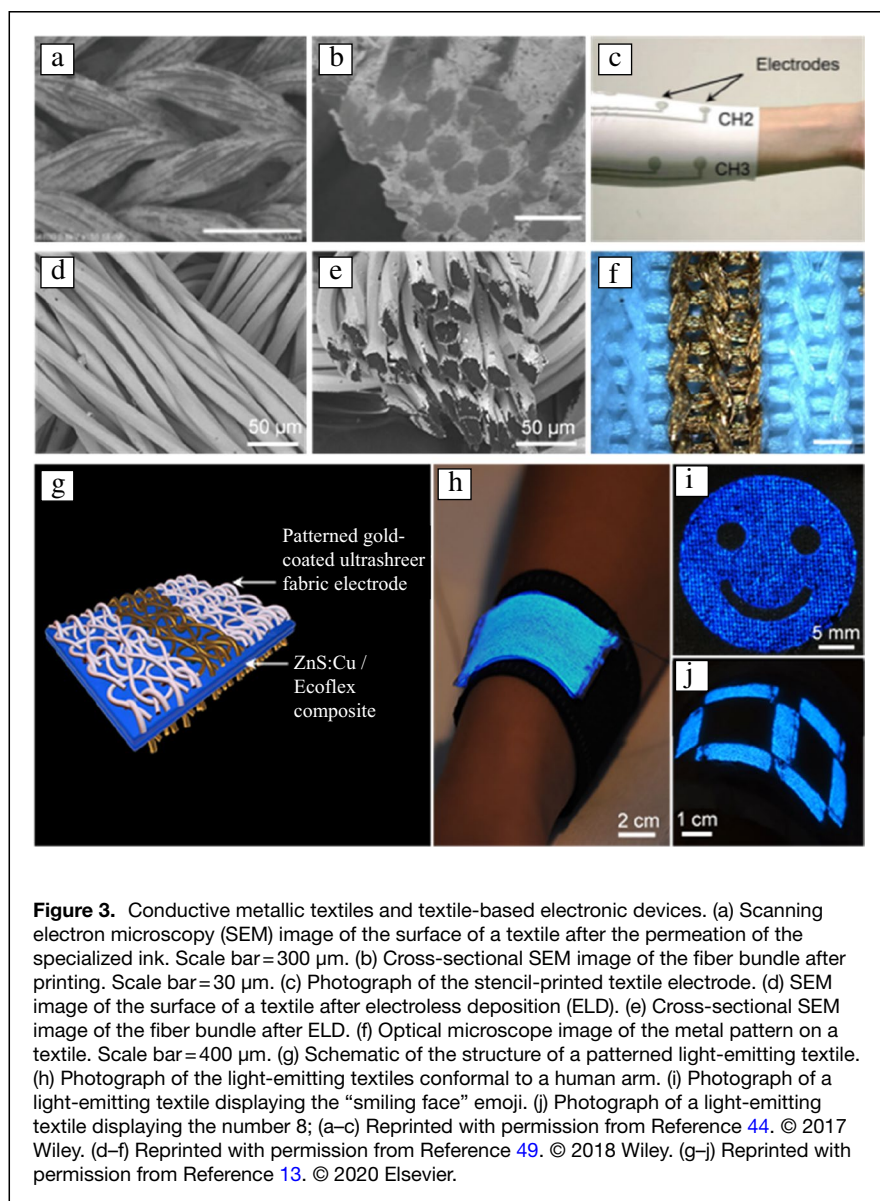 a
b
c
Electrodes
CH2
CH3
d
50 µm
e
50 µm
f
g
Patterned gold-
coated ultrashreer
fabric electrode
ZnS:Cu /
Ecoflex
composite
h
2 cm
i
5 mm
j
1 cm
Figure 3. Conductive metallic textiles and textile-based electronic devices. (a) Scanning
electron microscopy (SEM) image of the surface of a textile after the permeation of the
specialized ink. Scale bar = 300 µm. (b) Cross-sectional SEM image of the fiber bundle after
printing. Scale bar = 30 µm. (c) Photograph of the stencil-printed textile electrode. (d) SEM
image of the surface of a textile after electroless deposition (ELD). (e) Cross-sectional SEM
image of the fiber bundle after ELD. (f) Optical microscope image of the metal pattern on a
textile. Scale bar = 400 µm. (g) Schematic of the structure of a patterned light-emitting textile.
(h) Photograph of the light-emitting textiles conformal to a human arm. (i) Photograph of a
light-emitting textile displaying the “smiling face” emoji. (j) Photograph of a light-emitting
textile displaying the number 8; (a–c) Reprinted with permission from Reference 44. © 2017
Wiley. (d–f) Reprinted with permission from Reference 49. © 2018 Wiley. (g–j) Reprinted with
permission from Reference 13. © 2020 Elsevier.